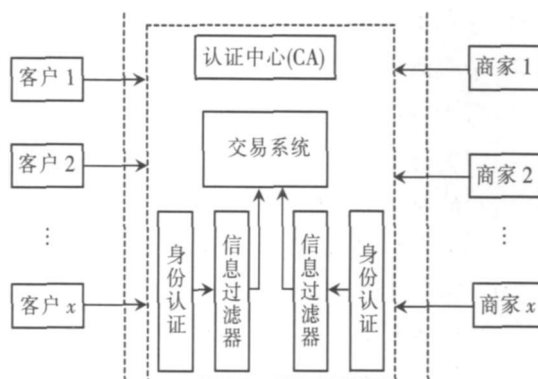 认证中心(CA)
客户 1
商家 1
交易系统
客户 2
商家 2
⋮
⋮
身份认证
信息过滤器
信息过滤器
身份认证
客户 x
商家 x